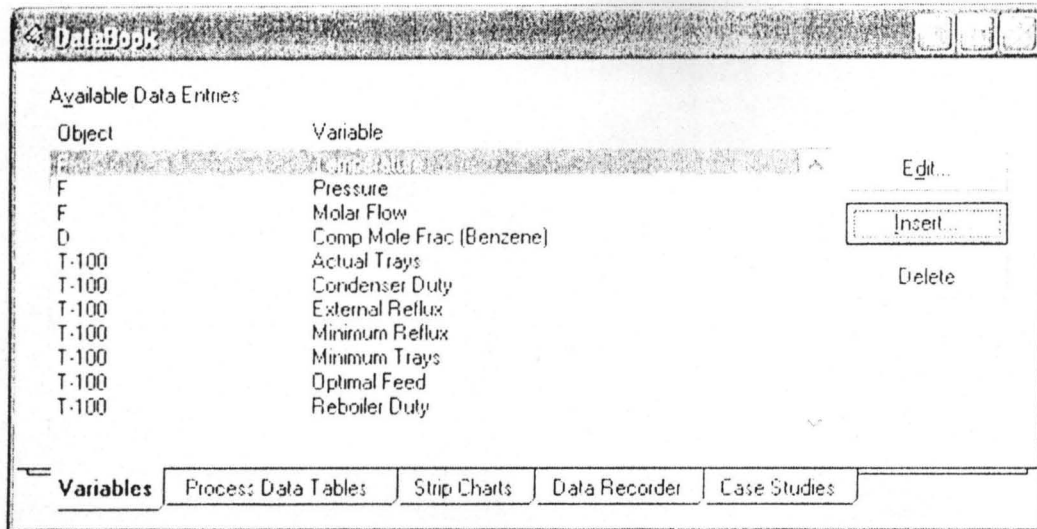 DataBook
Available Data Entries
Object Variable
F Temperature
F Pressure
F Molar Flow
D Comp Mole Frac (Benzene)
T-100 Actual Trays
T-100 Condenser Duty
T-100 External Reflux
T-100 Minimum Reflux
T-100 Minimum Trays
T-100 Optimal Feed
T-100 Reboiler Duty
Edit...
Insert...
Delete
Variables Process Data Tables Strip Charts Data Recorder Case Studies